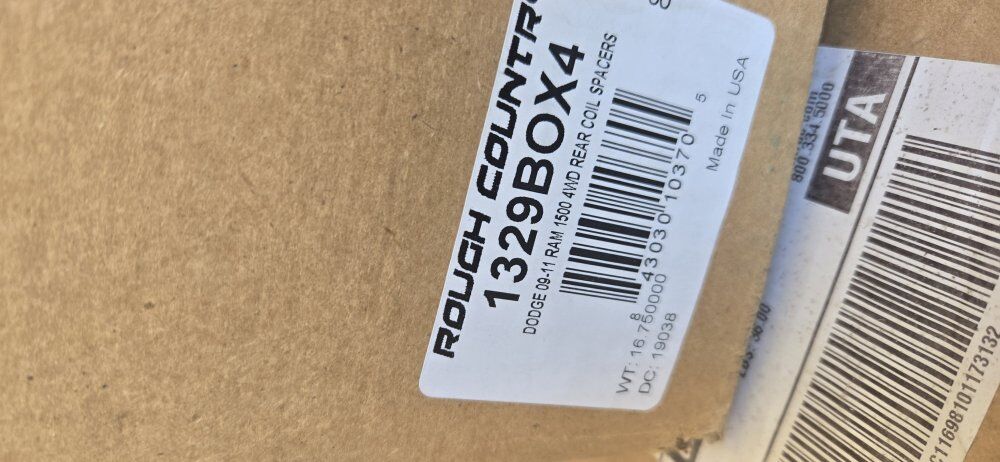 ROUGH COUNTRY
1329BOX4
DODGE 09-11 RAM 1500 4WD REAR COIL SPACERS
8 43030 10370 5
WT: 16.750000
DC: 19038
Made In USA
800 334 5000
UTA